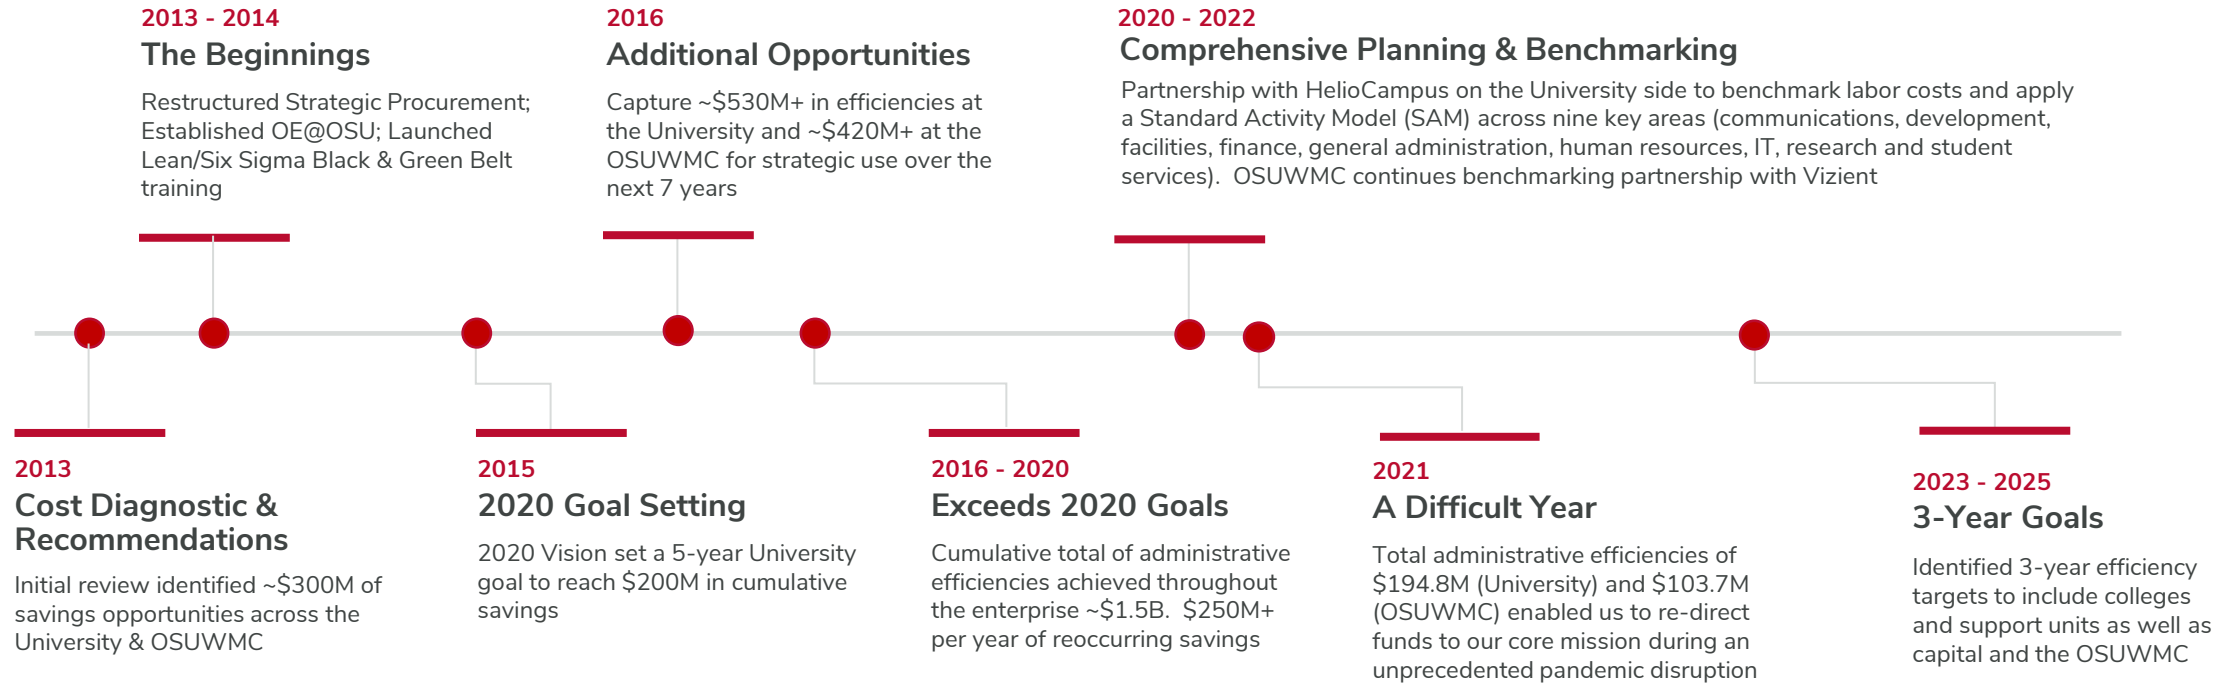 2013 - 2014
The Beginnings
Restructured Strategic Procurement;
Established OE@OSU; Launched
Lean/Six Sigma Black & Green Belt
training
2016
Additional Opportunities
Capture ~$530M+ in efficiencies at
the University and ~$420M+ at the
OSUWMC for strategic use over the
next 7 years
2020 - 2022
Comprehensive Planning & Benchmarking
Partnership with HelioCampus on the University side to benchmark labor costs and apply
a Standard Activity Model (SAM) across nine key areas (communications, development,
facilities, finance, general administration, human resources, IT, research and student
services).  OSUWMC continues benchmarking partnership with Vizient
2013
Cost Diagnostic &
Recommendations
Initial review identified ~$300M of
savings opportunities across the
University & OSUWMC
2015
2020 Goal Setting
2020 Vision set a 5-year University
goal to reach $200M in cumulative
savings
2016 - 2020
Exceeds 2020 Goals
Cumulative total of administrative
efficiencies achieved throughout
the enterprise ~$1.5B.  $250M+
per year of reoccurring savings
2021
A Difficult Year
Total administrative efficiencies of
$194.8M (University) and $103.7M
(OSUWMC) enabled us to re-direct
funds to our core mission during an
unprecedented pandemic disruption
2023 - 2025
3-Year Goals
Identified 3-year efficiency
targets to include colleges
and support units as well as
capital and the OSUWMC